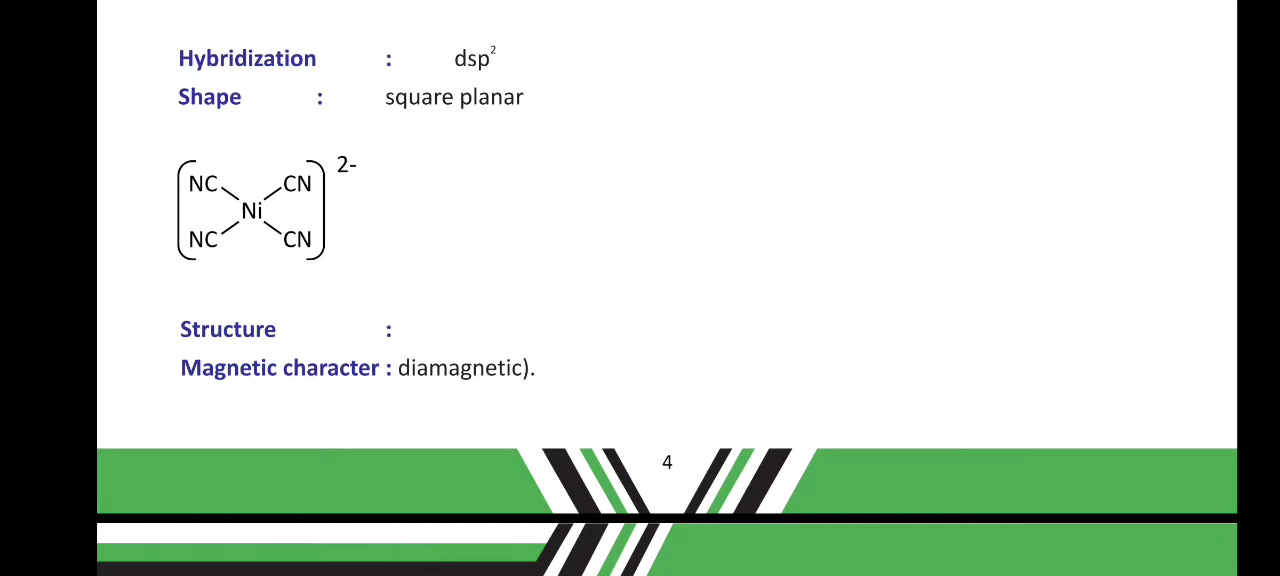 Hybridization : dsp²
Shape : square planar
2-
NC CN
Ni
NC CN
Structure :
Magnetic character : diamagnetic).
4